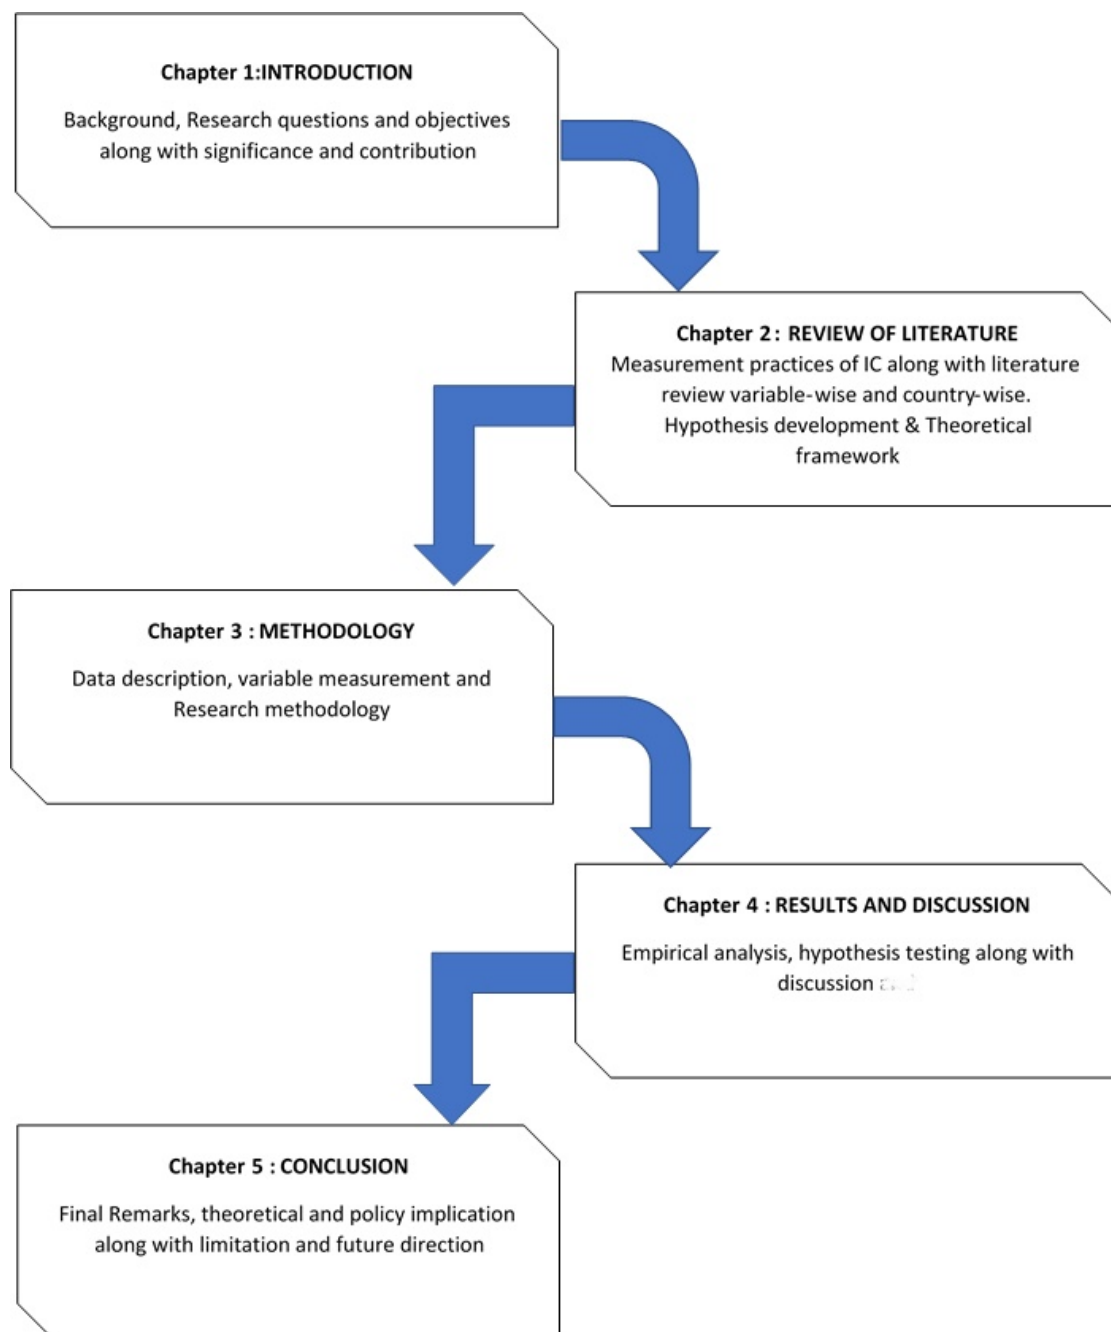 Chapter 1:INTRODUCTION
Background, Research questions and objectives
along with significance and contribution
Chapter 2 : REVIEW OF LITERATURE
Measurement practices of IC along with literature
review variable-wise and country-wise.
Hypothesis development & Theoretical
framework
Chapter 3 : METHODOLOGY
Data description, variable measurement and
Research methodology
Chapter 4 : RESULTS AND DISCUSSION
Empirical analysis, hypothesis testing along with
discussion
Chapter 5 : CONCLUSION
Final Remarks, theoretical and policy implication
along with limitation and future direction